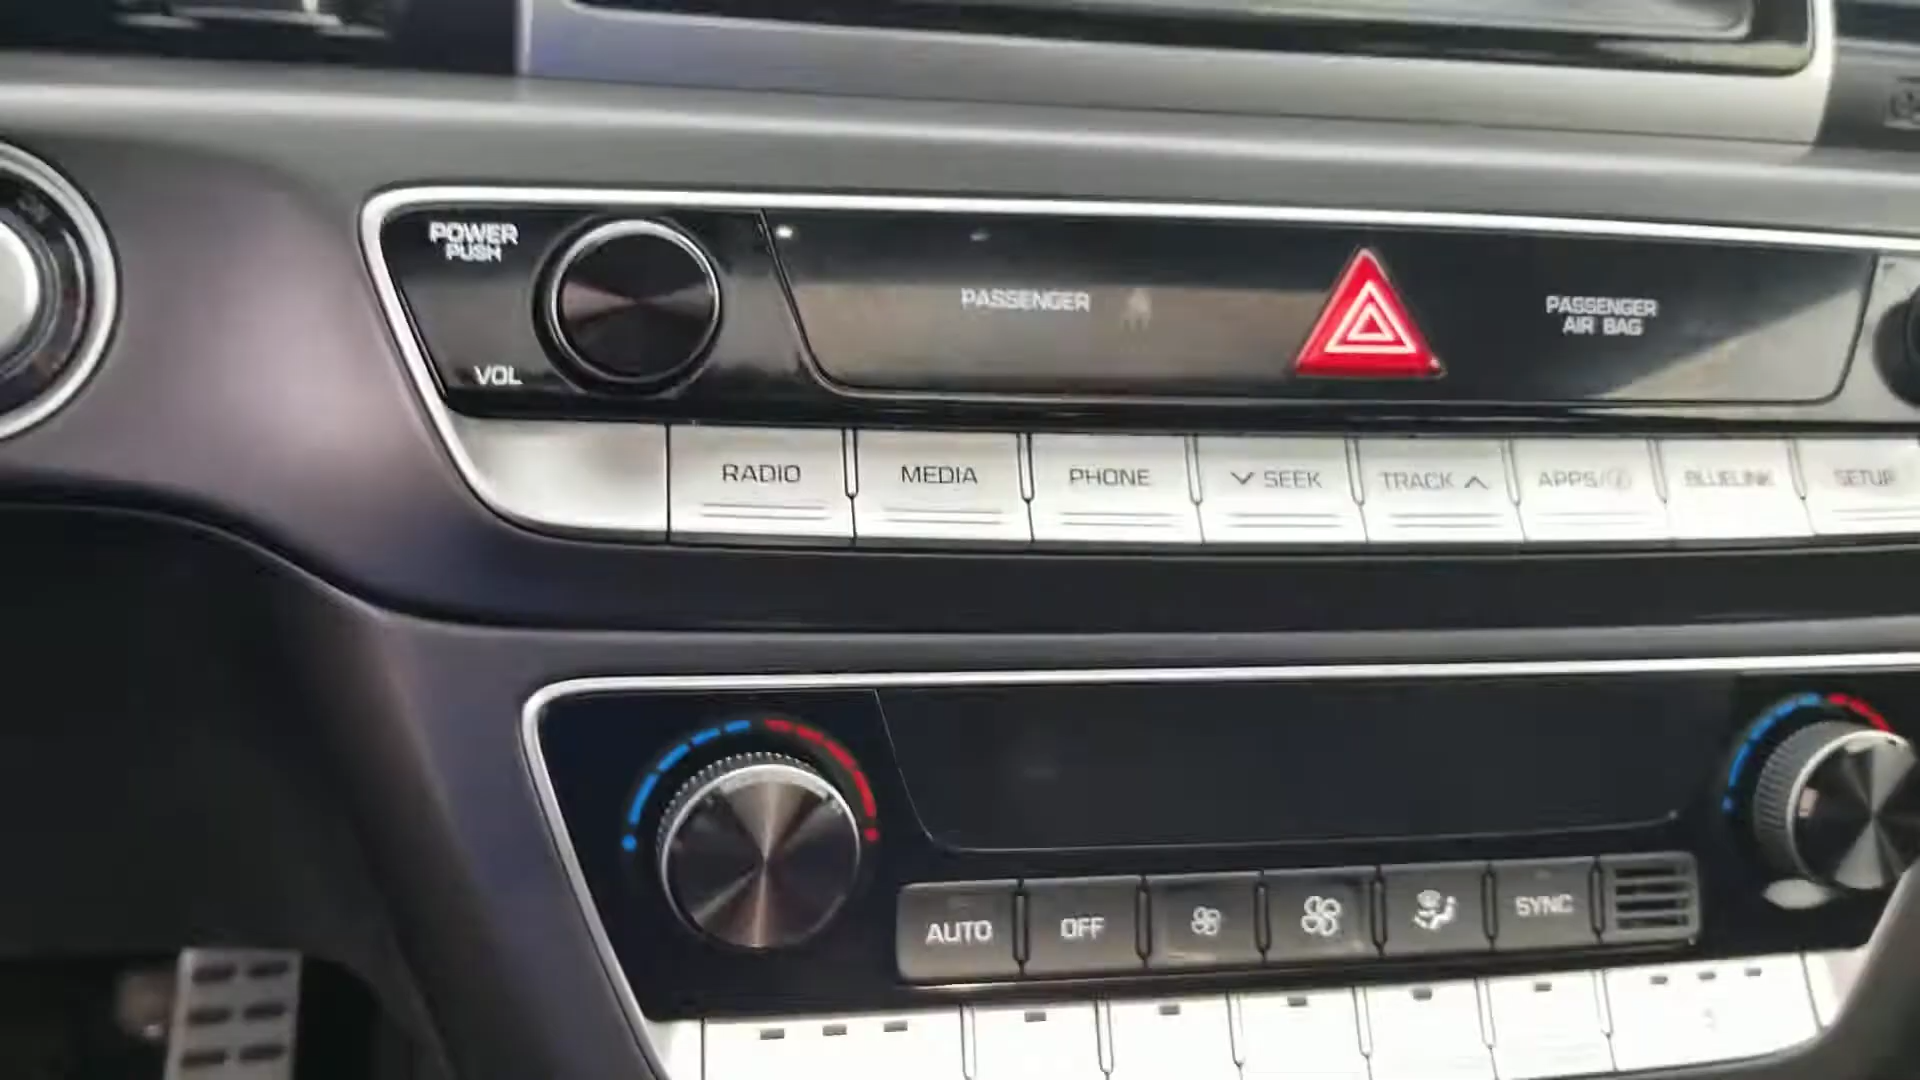 POWER
PUSH
VOL
PASSENGER
PASSENGER
AIR BAG
RADIO
MEDIA
PHONE
SEEK
TRACK
APPS/
BLUELINK
SETUP
AUTO
OFF
SYNC